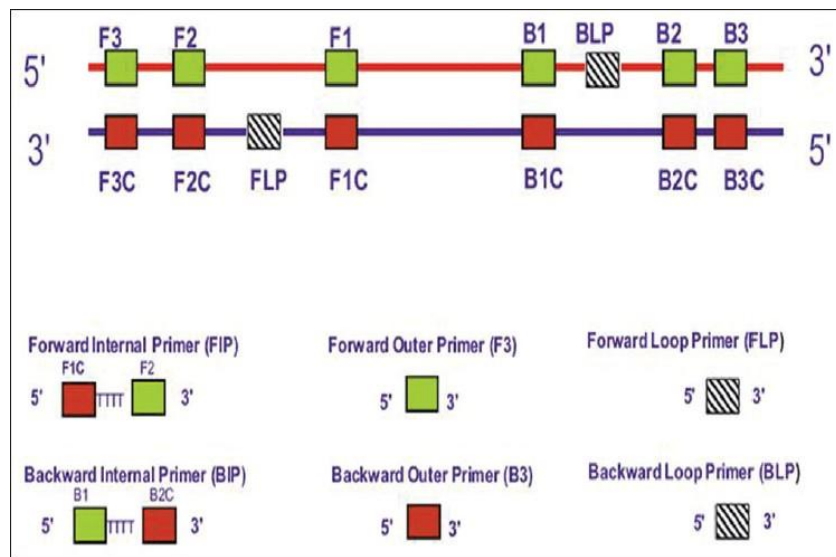 F3 F2 F1 B1 BLP B2 B3
5' 3'
3' 5'
F3C F2C FLP F1C B1C B2C B3C
Forward Internal Primer (FIP) Forward Outer Primer (F3) Forward Loop Primer (FLP)
F1C F2
5' TTTT 3' 5' 3' 5' 3'
Backward Internal Primer (BIP) Backward Outer Primer (B3) Backward Loop Primer (BLP)
B1 B2C
5' TTTT 3' 5' 3' 5' 3'